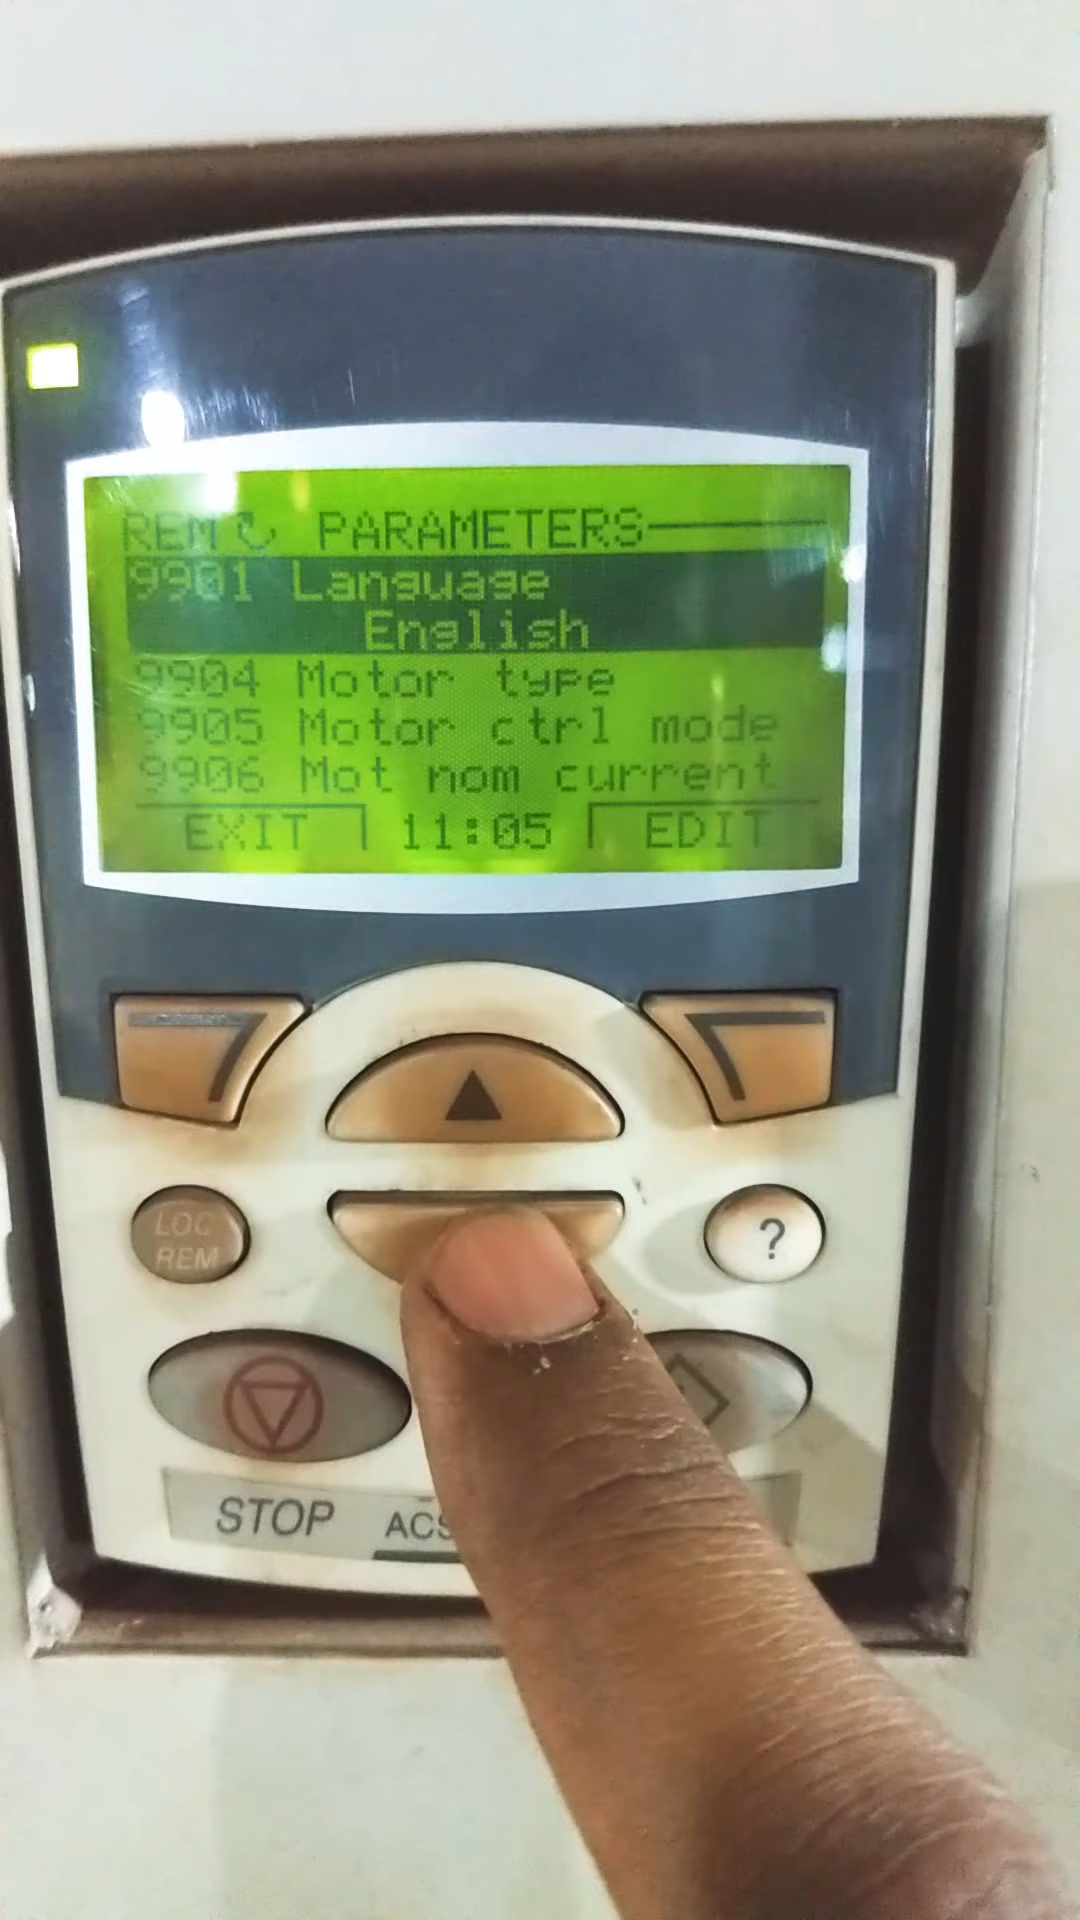 REM PARAMETERS
9901 Language
English
9904 Motor type
9905 Motor ctrl mode
9906 Mot nom current
EXIT 11:05 EDIT
LOC
REM
?
STOP